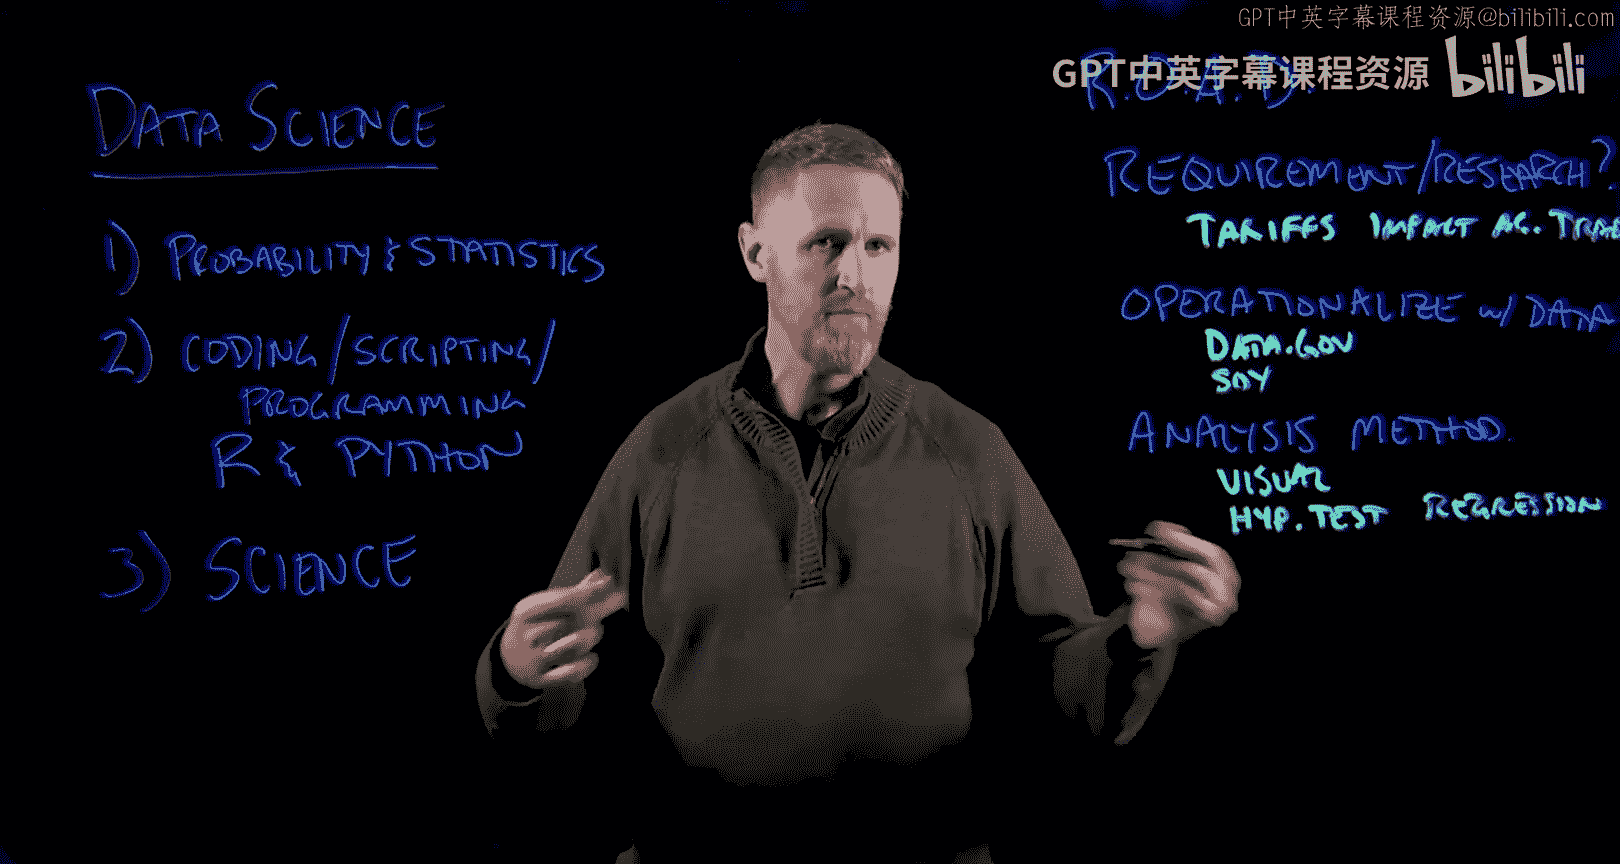 GPT中英字幕课程资源@bilibili.com
GPT中英字幕课程资源 bilibili
DATA SCIENCE
1) PROBABILITY & STATISTICS
2) CODING/SCRIPTING/
PROGRAMMING
R & PYTHON
3) SCIENCE
R.O.A.D.
REQUIREMENT/RESEARCH?
TARIFFS IMPACT AG. TRADE
OPERATIONALIZE w/ DATA
DATA.GOV
SOY
ANALYSIS METHOD.
VISUAL
HYP. TEST REGRESSION